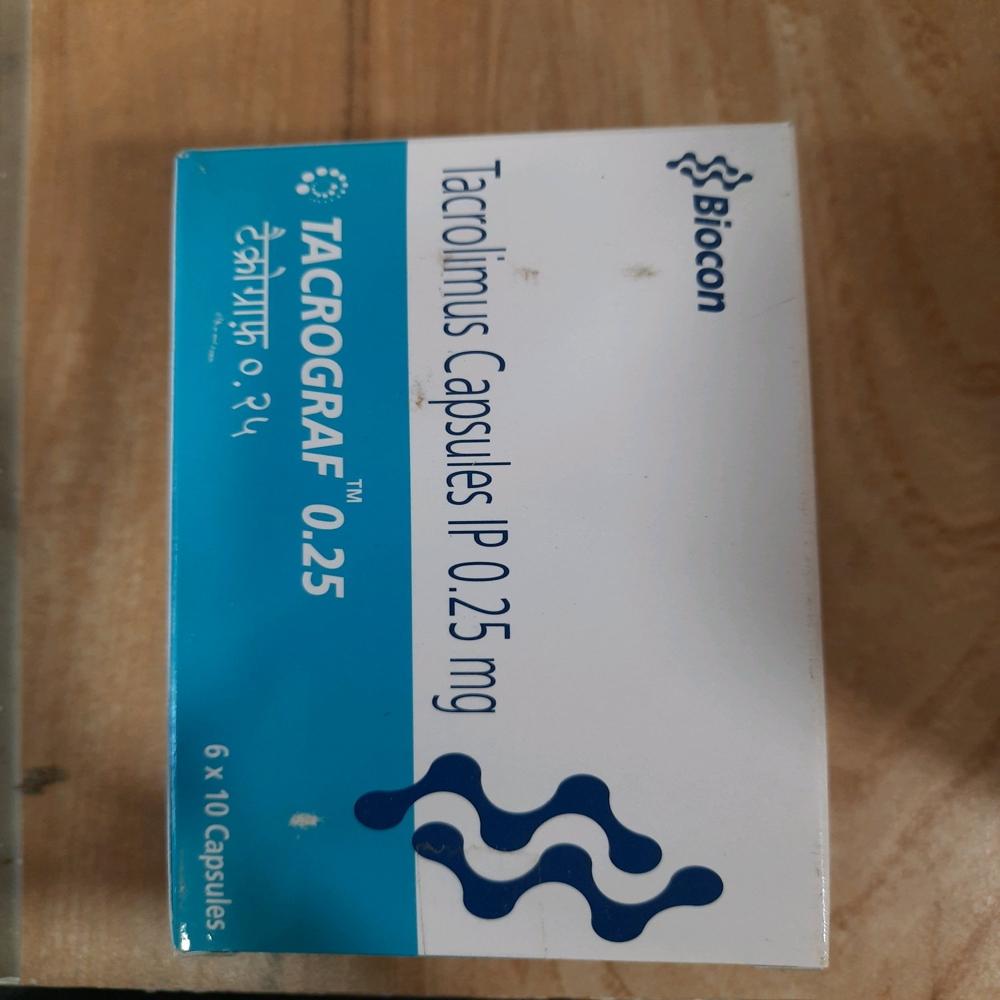 Biocon
Tacrolimus Capsules IP 0.25 mg
TACROGRAF™ 0.25
टैक्रोग्राफ़ ०.२५
6 x 10 Capsules